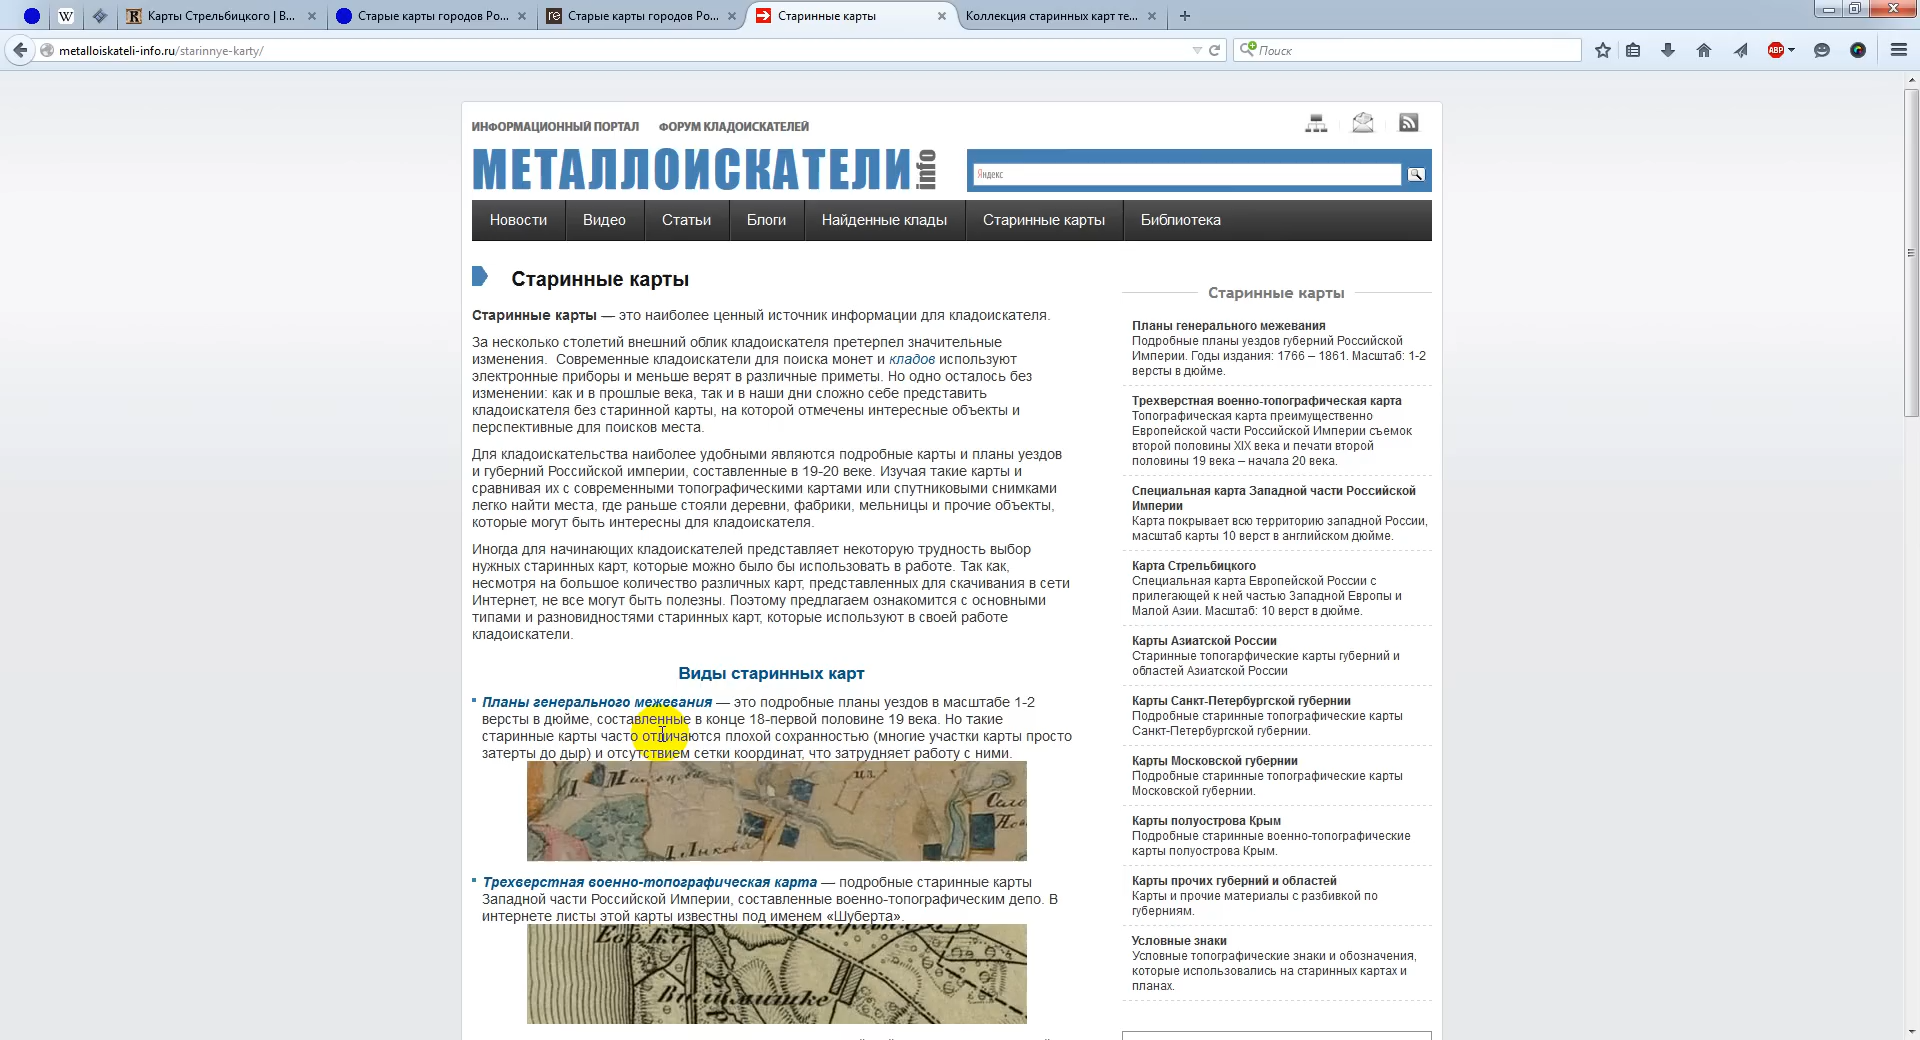 Карты Стрельбицкого | В...
Старые карты городов Ро...
Старые карты городов Ро...
Старинные карты
Коллекция старинных карт те...
metalloiskateli-info.ru/starinnye-karty/
Поиск
ABP
ИНФОРМАЦИОННЫЙ ПОРТАЛ
ФОРУМ КЛАДОИСКАТЕЛЕЙ
МЕТАЛЛОИСКАТЕЛИ info
Яндекс
Новости
Видео
Статьи
Блоги
Найденные клады
Старинные карты
Библиотека
Старинные карты
Старинные карты — это наиболее ценный источник информации для кладоискателя.
За несколько столетий внешний облик кладоискателя претерпел значительные
изменения. Современные кладоискатели для поиска монет и кладов используют
электронные приборы и меньше верят в различные приметы. Но одно осталось без
изменении: как и в прошлые века, так и в наши дни сложно себе представить
кладоискателя без старинной карты, на которой отмечены интересные объекты и
перспективные для поисков места.
Для кладоискательства наиболее удобными являются подробные карты и планы уездов
и губерний Российской империи, составленные в 19-20 веке. Изучая такие карты и
сравнивая их с современными топографическими картами или спутниковыми снимками
легко найти места, где раньше стояли деревни, фабрики, мельницы и прочие объекты,
которые могут быть интересны для кладоискателя.
Иногда для начинающих кладоискателей представляет некоторую трудность выбор
нужных старинных карт, которые можно было бы использовать в работе. Так как,
несмотря на большое количество различных карт, представленных для скачивания в сети
Интернет, не все могут быть полезны. Поэтому предлагаем ознакомится с основными
типами и разновидностями старинных карт, которые используют в своей работе
кладоискатели.
Виды старинных карт
Планы генерального межевания — это подробные планы уездов в масштабе 1-2
версты в дюйме, составленные в конце 18-первой половине 19 века. Но такие
старинные карты часто отличаются плохой сохранностью (многие участки карты просто
затерты до дыр) и отсутствием сетки координат, что затрудняет работу с ними.
Трехверстная военно-топографическая карта — подробные старинные карты
Западной части Российской Империи, составленные военно-топографическим депо. В
интернете листы этой карты известны под именем «Шуберта».
Старинные карты
Планы генерального межевания
Подробные планы уездов губерний Российской
Империи. Годы издания: 1766 – 1861. Масштаб: 1-2
версты в дюйме.
Трехверстная военно-топографическая карта
Топографическая карта преимущественно
Европейской части Российской Империи съемок
второй половины XIX века и печати второй
половины 19 века – начала 20 века.
Специальная карта Западной части Российской
Империи
Карта покрывает всю территорию западной России,
масштаб карты 10 верст в английском дюйме.
Карта Стрельбицкого
Специальная карта Европейской России с
прилегающей к ней частью Западной Европы и
Малой Азии. Масштаб: 10 верст в дюйме.
Карты Азиатской России
Старинные топогарфические карты губерний и
областей Азиатской России
Карты Санкт-Петербургской губернии
Подробные старинные топографические карты
Санкт-Петербургской губернии.
Карты Московской губернии
Подробные старинные топографические карты
Московской губернии.
Карты полуострова Крым
Подробные старинные военно-топографические
карты полуострова Крым.
Карты прочих губерний и областей
Карты и прочие материалы с разбивкой по
губерниям.
Условные знаки
Условные топографические знаки и обозначения,
которые использовались на старинных картах и
планах.